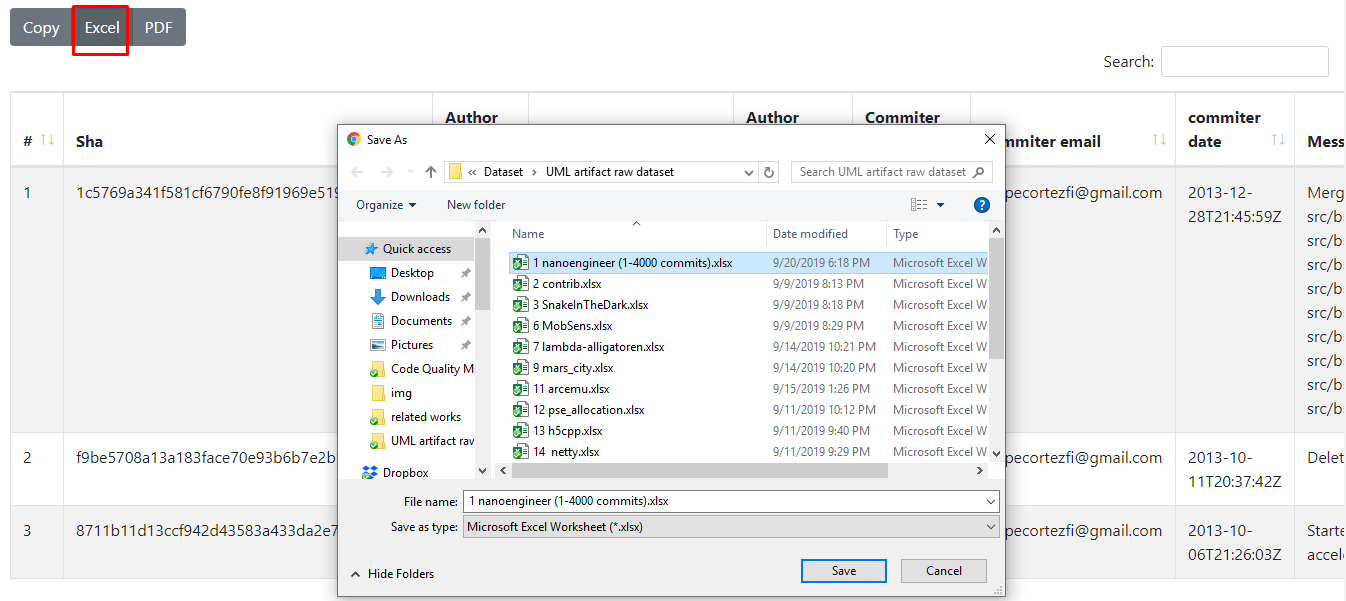 Copy Excel PDF
Search:
# Sha Author Author Commiter mmiter email commiter date Mess
1 1c5769a341f581cf6790fe8f91969e519 pecortezfi@gmail.com 2013-12-28T21:45:59Z Merg
src/b
src/b
src/b
src/b
src/b
src/b
src/b
src/b
src/b
2 f9be5708a13a183face70e93b6b7e2b pecortezfi@gmail.com 2013-10-11T20:37:42Z Delet
3 8711b11d13ccf942d43583a433da2e7 pecortezfi@gmail.com 2013-10-06T21:26:03Z Starte
accel
Save As
« Dataset › UML artifact raw dataset
Search UML artifact raw dataset
Organize New folder
Quick access
Desktop
Downloads
Documents
Pictures
Code Quality M
img
related works
UML artifact rav
Dropbox
Name Date modified Type
1 nanoengineer (1-4000 commits).xlsx 9/20/2019 6:18 PM Microsoft Excel W
2 contrib.xlsx 9/9/2019 8:13 PM Microsoft Excel W
3 SnakeInTheDark.xlsx 9/9/2019 8:18 PM Microsoft Excel W
6 MobSens.xlsx 9/9/2019 8:29 PM Microsoft Excel W
7 lambda-alligatoren.xlsx 9/14/2019 10:21 PM Microsoft Excel W
9 mars_city.xlsx 9/14/2019 10:20 PM Microsoft Excel W
11 arcemu.xlsx 9/15/2019 1:26 PM Microsoft Excel W
12 pse_allocation.xlsx 9/11/2019 10:12 PM Microsoft Excel W
13 h5cpp.xlsx 9/11/2019 9:40 PM Microsoft Excel W
14 netty.xlsx 9/11/2019 9:29 PM Microsoft Excel W
File name: 1 nanoengineer (1-4000 commits).xlsx
Save as type: Microsoft Excel Worksheet (*.xlsx)
Hide Folders Save Cancel